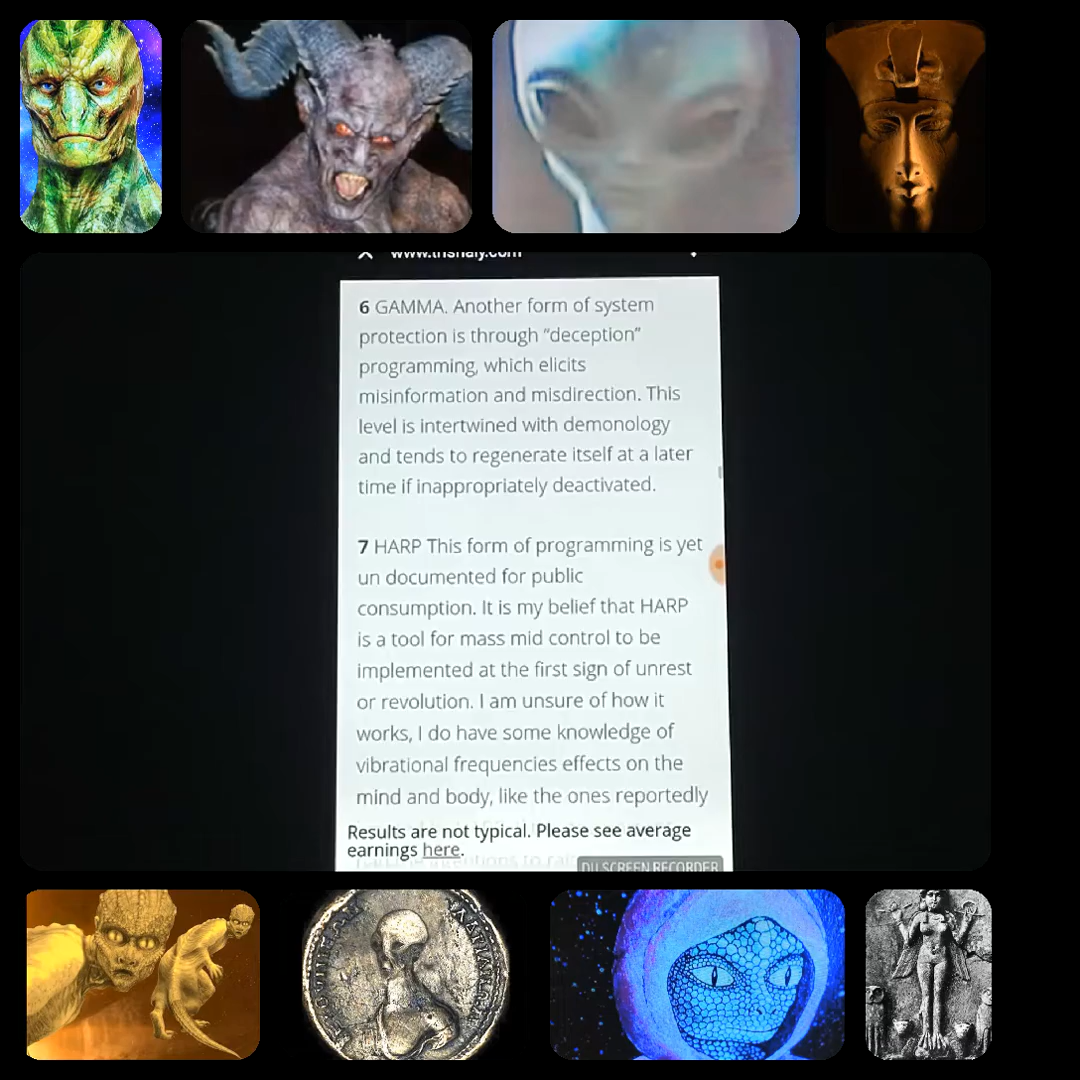 6 GAMMA. Another form of system
protection is through “deception”
programming, which elicits
misinformation and misdirection. This
level is intertwined with demonology
and tends to regenerate itself at a later
time if inappropriately deactivated.
7 HARP This form of programming is yet
un documented for public
consumption. It is my belief that HARP
is a tool for mass mid control to be
implemented at the first sign of unrest
or revolution. I am unsure of how it
works, I do have some knowledge of
vibrational frequencies effects on the
mind and body, like the ones reportedly
Results are not typical. Please see average
earnings here.
DU SCREEN RECORDER